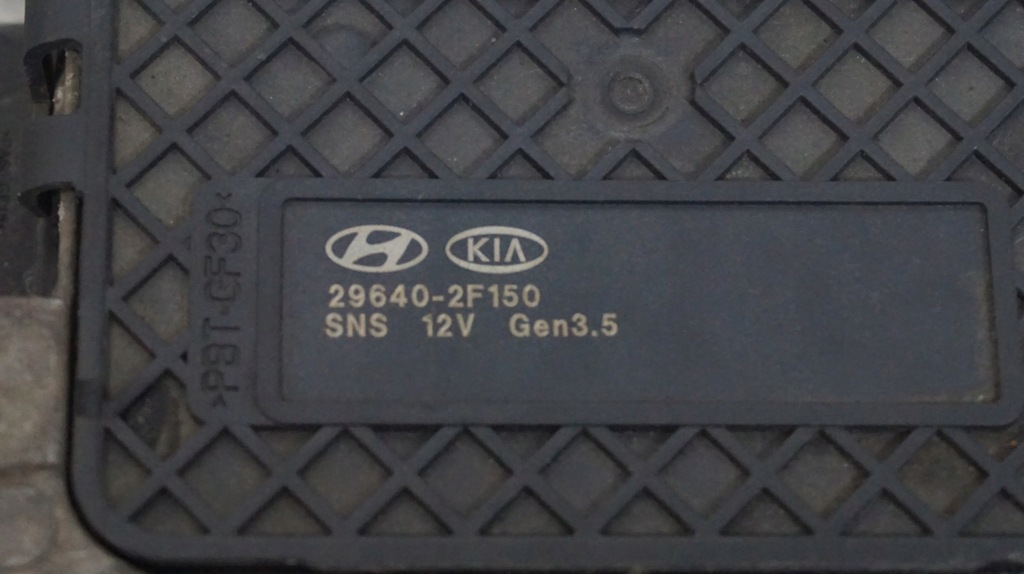 KIA
29640-2F150
SNS 12V Gen3.5
>PBT-GF30<